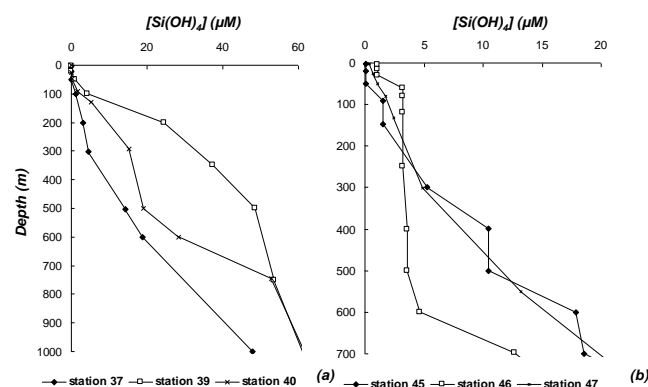 [Si(OH)4] (µM)
0 20 40 60
0
100
200
300
400
500
600
700
800
900
1000
Depth (m)
station 37 station 39 station 40
(a)
[Si(OH)4] (µM)
0 5 10 15 20
0
100
200
300
400
500
600
700
station 45 station 46 station 47
(b)